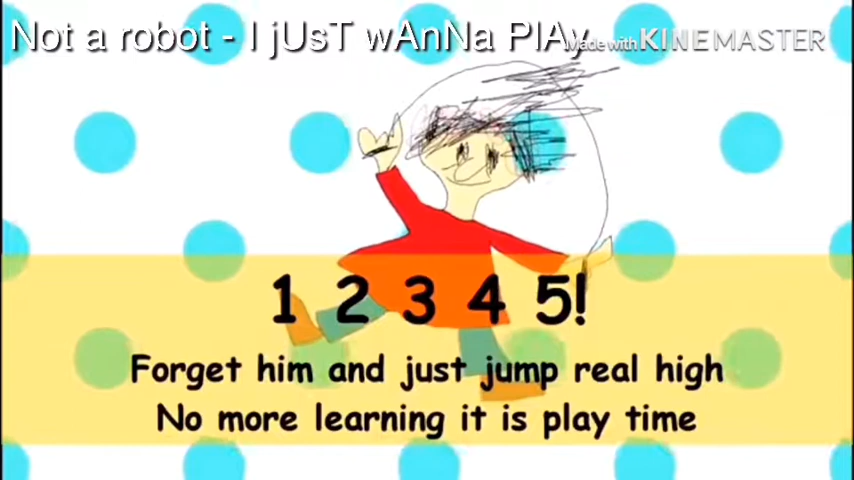 Not a robot - I jUsT wAnNa PlAy
Made with KINEMASTER
1 2 3 4 5!
Forget him and just jump real high
No more learning it is play time